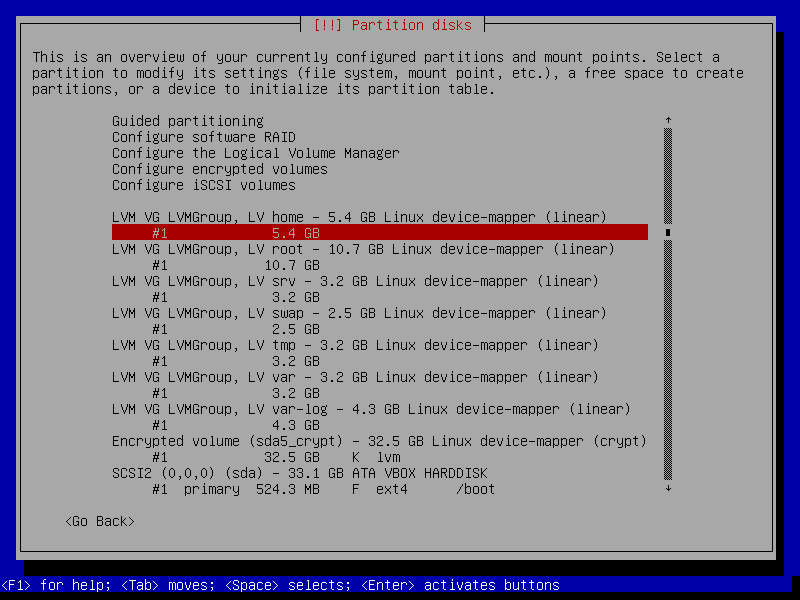 [!!] Partition disks
This is an overview of your currently configured partitions and mount points. Select a
partition to modify its settings (file system, mount point, etc.), a free space to create
partitions, or a device to initialize its partition table.
Guided partitioning
Configure software RAID
Configure the Logical Volume Manager
Configure encrypted volumes
Configure iSCSI volumes
LVM VG LVMGroup, LV home - 5.4 GB Linux device-mapper (linear)
#1 5.4 GB
LVM VG LVMGroup, LV root - 10.7 GB Linux device-mapper (linear)
#1 10.7 GB
LVM VG LVMGroup, LV srv - 3.2 GB Linux device-mapper (linear)
#1 3.2 GB
LVM VG LVMGroup, LV swap - 2.5 GB Linux device-mapper (linear)
#1 2.5 GB
LVM VG LVMGroup, LV tmp - 3.2 GB Linux device-mapper (linear)
#1 3.2 GB
LVM VG LVMGroup, LV var - 3.2 GB Linux device-mapper (linear)
#1 3.2 GB
LVM VG LVMGroup, LV var-log - 4.3 GB Linux device-mapper (linear)
#1 4.3 GB
Encrypted volume (sda5_crypt) - 32.5 GB Linux device-mapper (crypt)
#1 32.5 GB K lvm
SCSI2 (0,0,0) (sda) - 33.1 GB ATA VBOX HARDDISK
#1 primary 524.3 MB F ext4 /boot
<Go Back>
<F1> for help; <Tab> moves; <Space> selects; <Enter> activates buttons